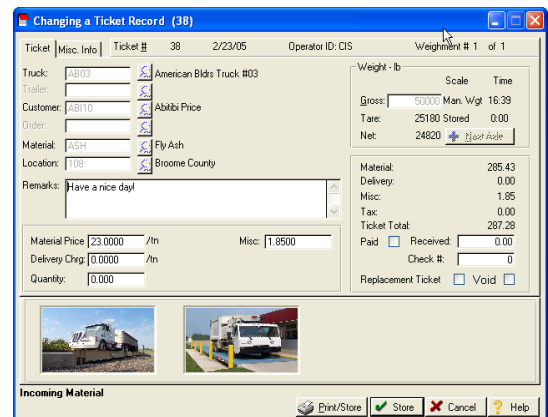 Changing a Ticket Record (38)
Ticket Misc. Info Ticket # 38 2/23/05 Operator ID: CIS Weighment # 1 of 1
Truck: AB03 American Bldrs Truck #03
Trailer:
Customer: ABI10 Abitibi Price
Order:
Material: ASH Fly Ash
Location: 108 Broome County
Remarks: Have a nice day!
Weight - lb
Scale Time
Gross: 50000 Man. Wgt 16:39
Tare: 25180 Stored 0:00
Net: 24820 Next Axle
Material: 285.43
Delivery: 0.00
Misc: 1.85
Tax: 0.00
Ticket Total: 287.28
Paid Received: 0.00
Check #: 0
Replacement Ticket Void
Material Price 23.0000 /tn Misc: 1.8500
Delivery Chrg: 0.0000 /tn
Quantity: 0.000
Incoming Material
Print/Store Store Cancel Help